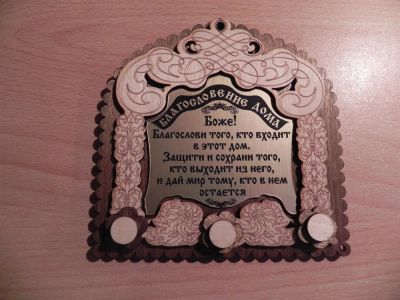 Благословение дома
Боже!
Благослови того, кто входит
в этот дом.
Защити и сохрани того,
кто выходит из него,
и дай мир тому, кто в нем
остается